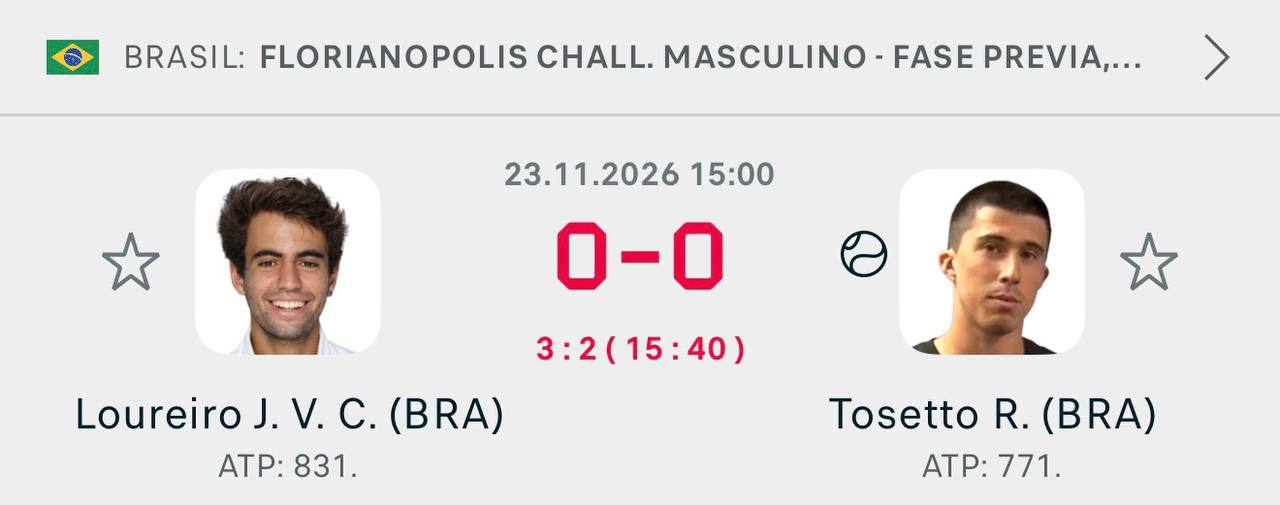 BRASIL: FLORIANOPOLIS CHALL. MASCULINO - FASE PREVIA,...
23.11.2026 15:00
0-0
3 : 2 ( 15 : 40 )
Loureiro J. V. C. (BRA)
ATP: 831.
Tosetto R. (BRA)
ATP: 771.